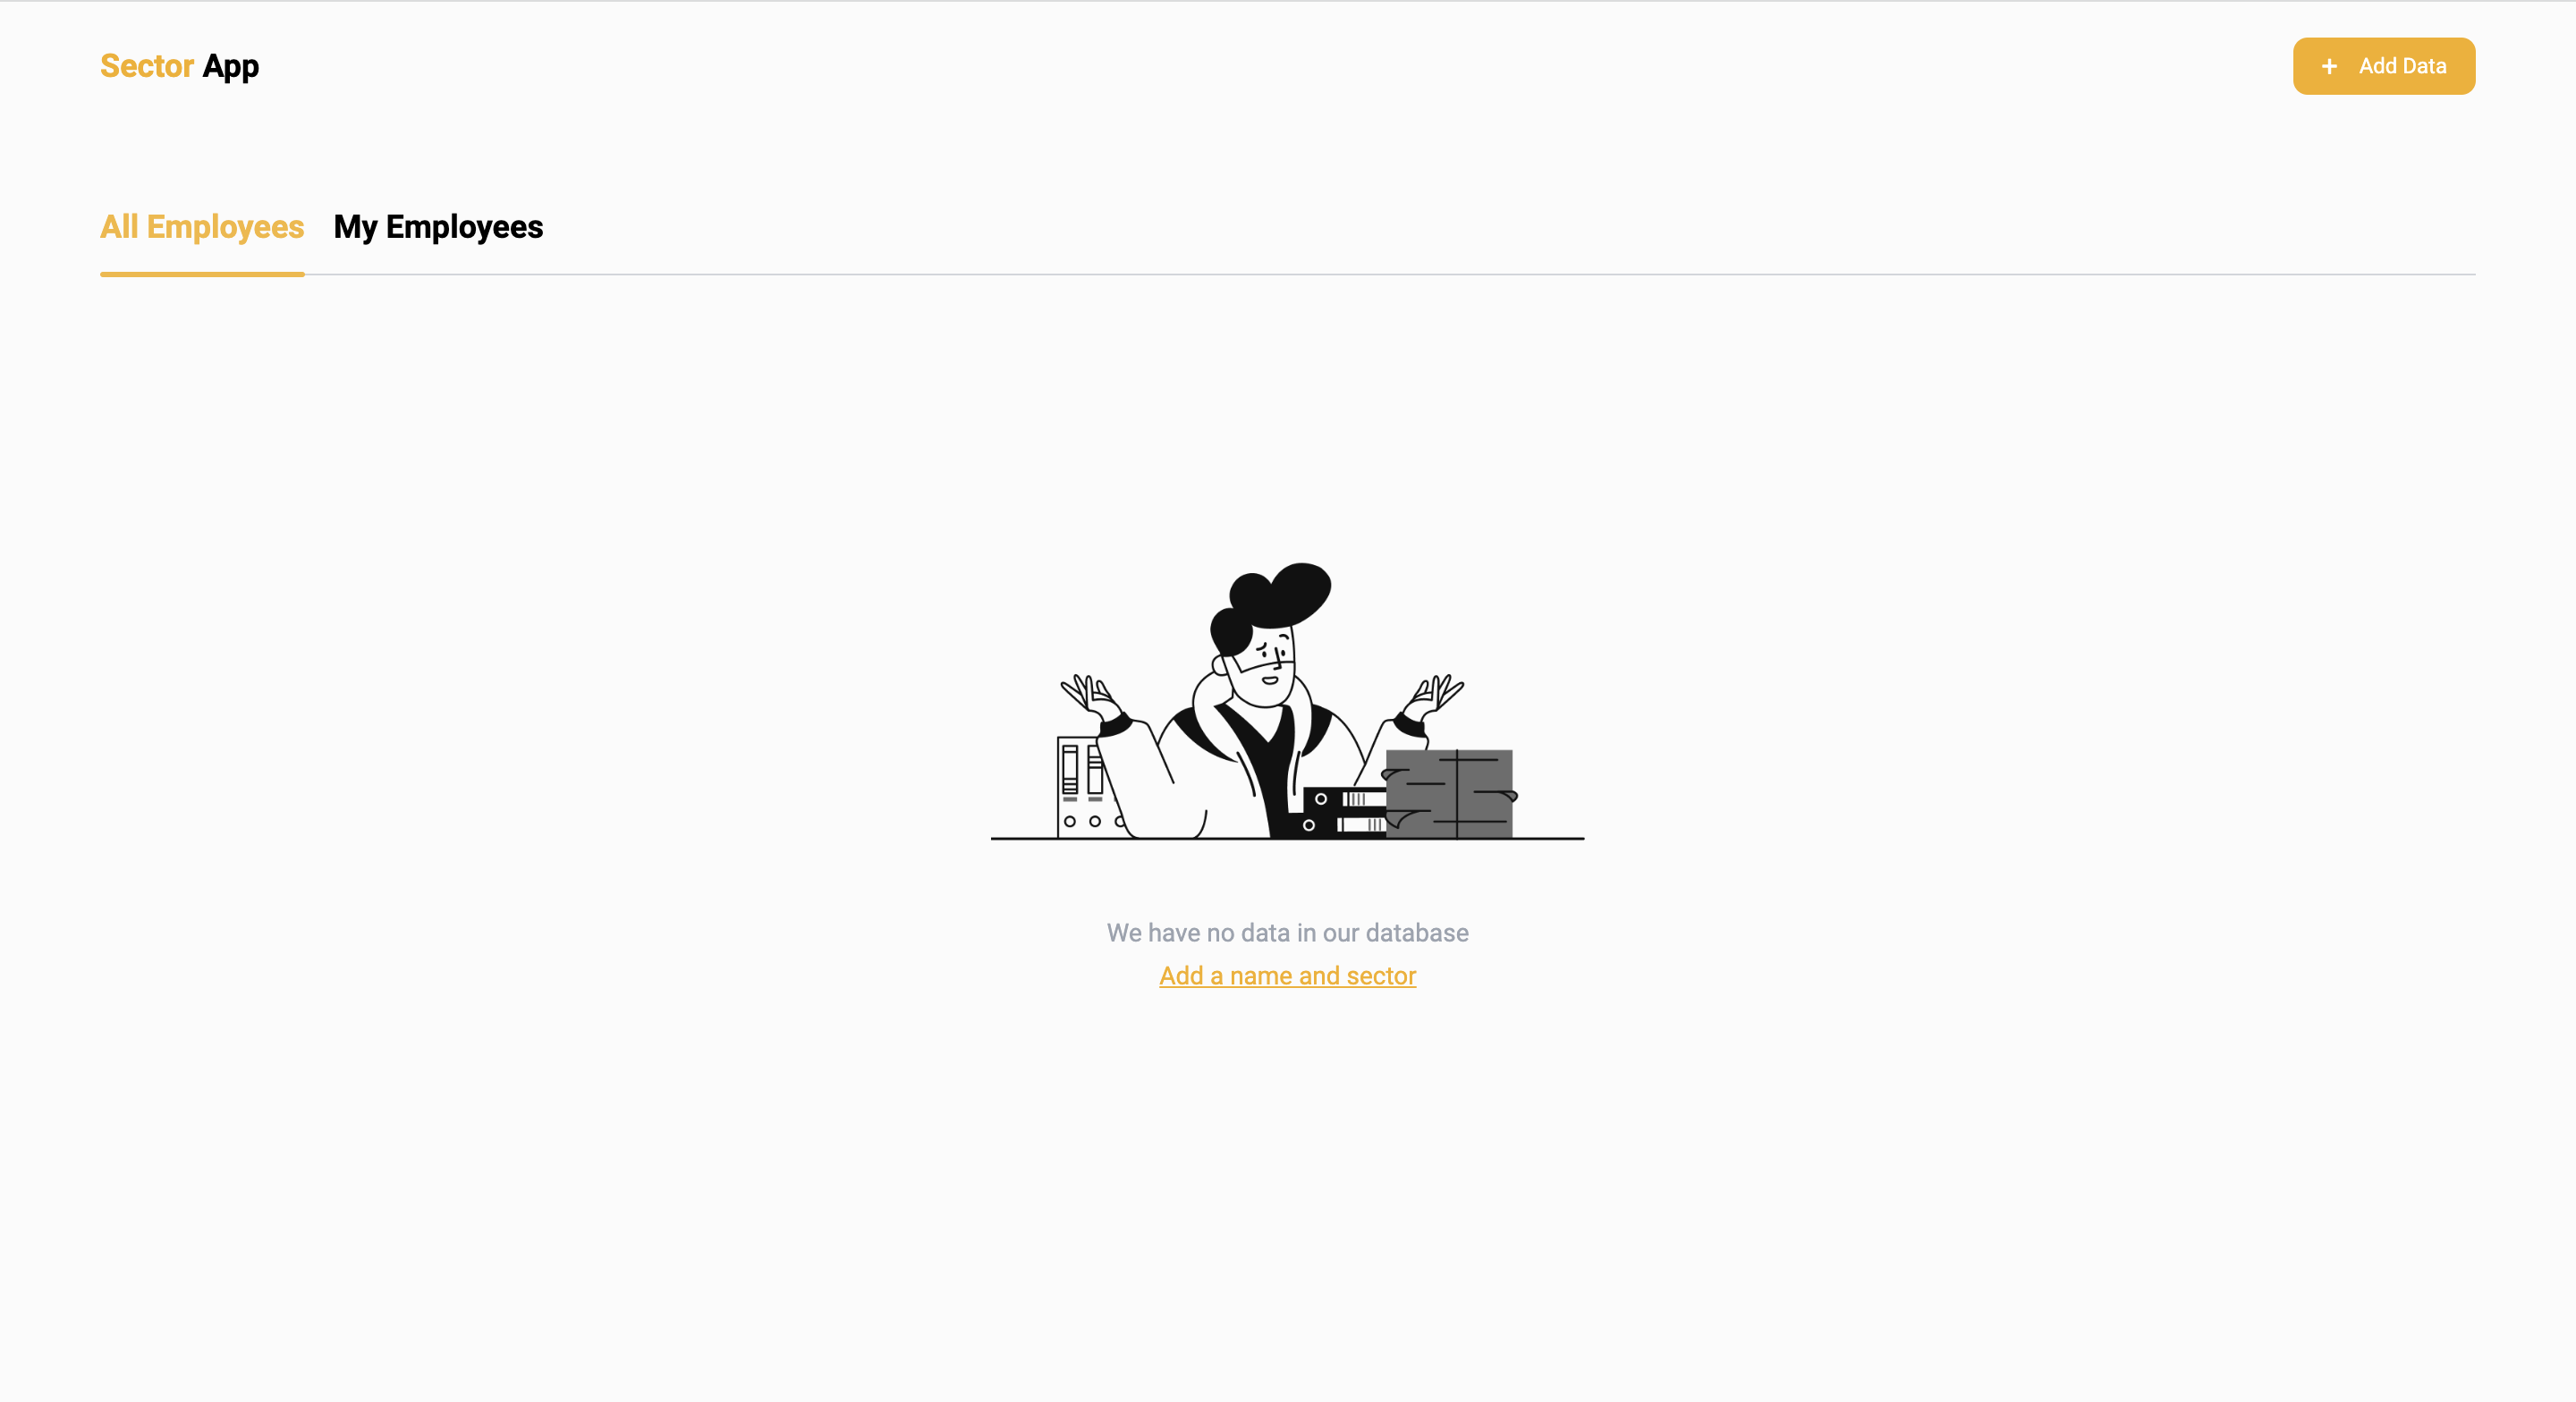 Sector App
+ Add Data
All Employees
My Employees
We have no data in our database
Add a name and sector